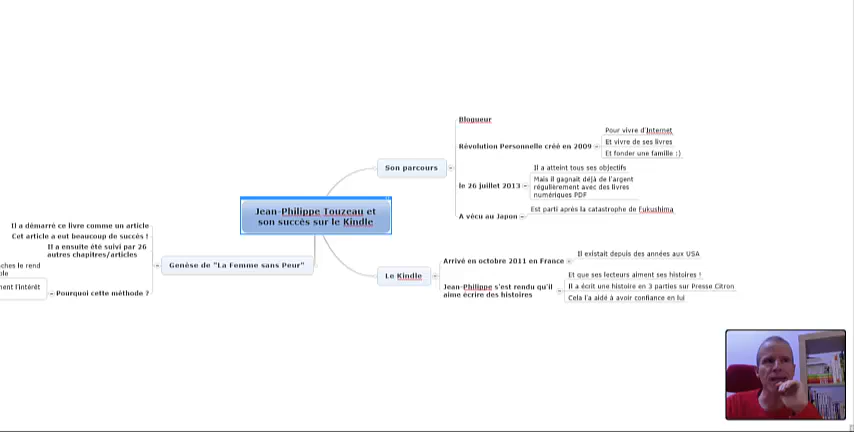 Jean-Philippe Touzeau et
son succès sur le Kindle
Son parcours
Blogueur
Révolution Personnelle créé en 2009
Pour vivre d'Internet
Et vivre de ses livres
Et fonder une famille :)
le 26 juillet 2013
Il a atteint tous ses objectifs
Mais il gagnait déjà de l'argent
régulièrement avec des livres
numériques PDF
A vécu au Japon
Est parti après la catastrophe de Fukushima
Le Kindle
Arrivé en octobre 2011 en France
Il existait depuis des années aux USA
Jean-Philippe s'est rendu qu'il
aime écrire des histoires
Et que ses lecteurs aiment ses histoires !
Il a écrit une histoire en 3 parties sur Presse Citron
Cela l'a aidé à avoir confiance en lui
Genèse de "La Femme sans Peur"
Il a démarré ce livre comme un article
Cet article a eut beaucoup de succès !
Il a ensuite été suivi par 26
autres chapitres/articles
Pourquoi cette méthode ?
ches le rend
ple
nent l'intérêt